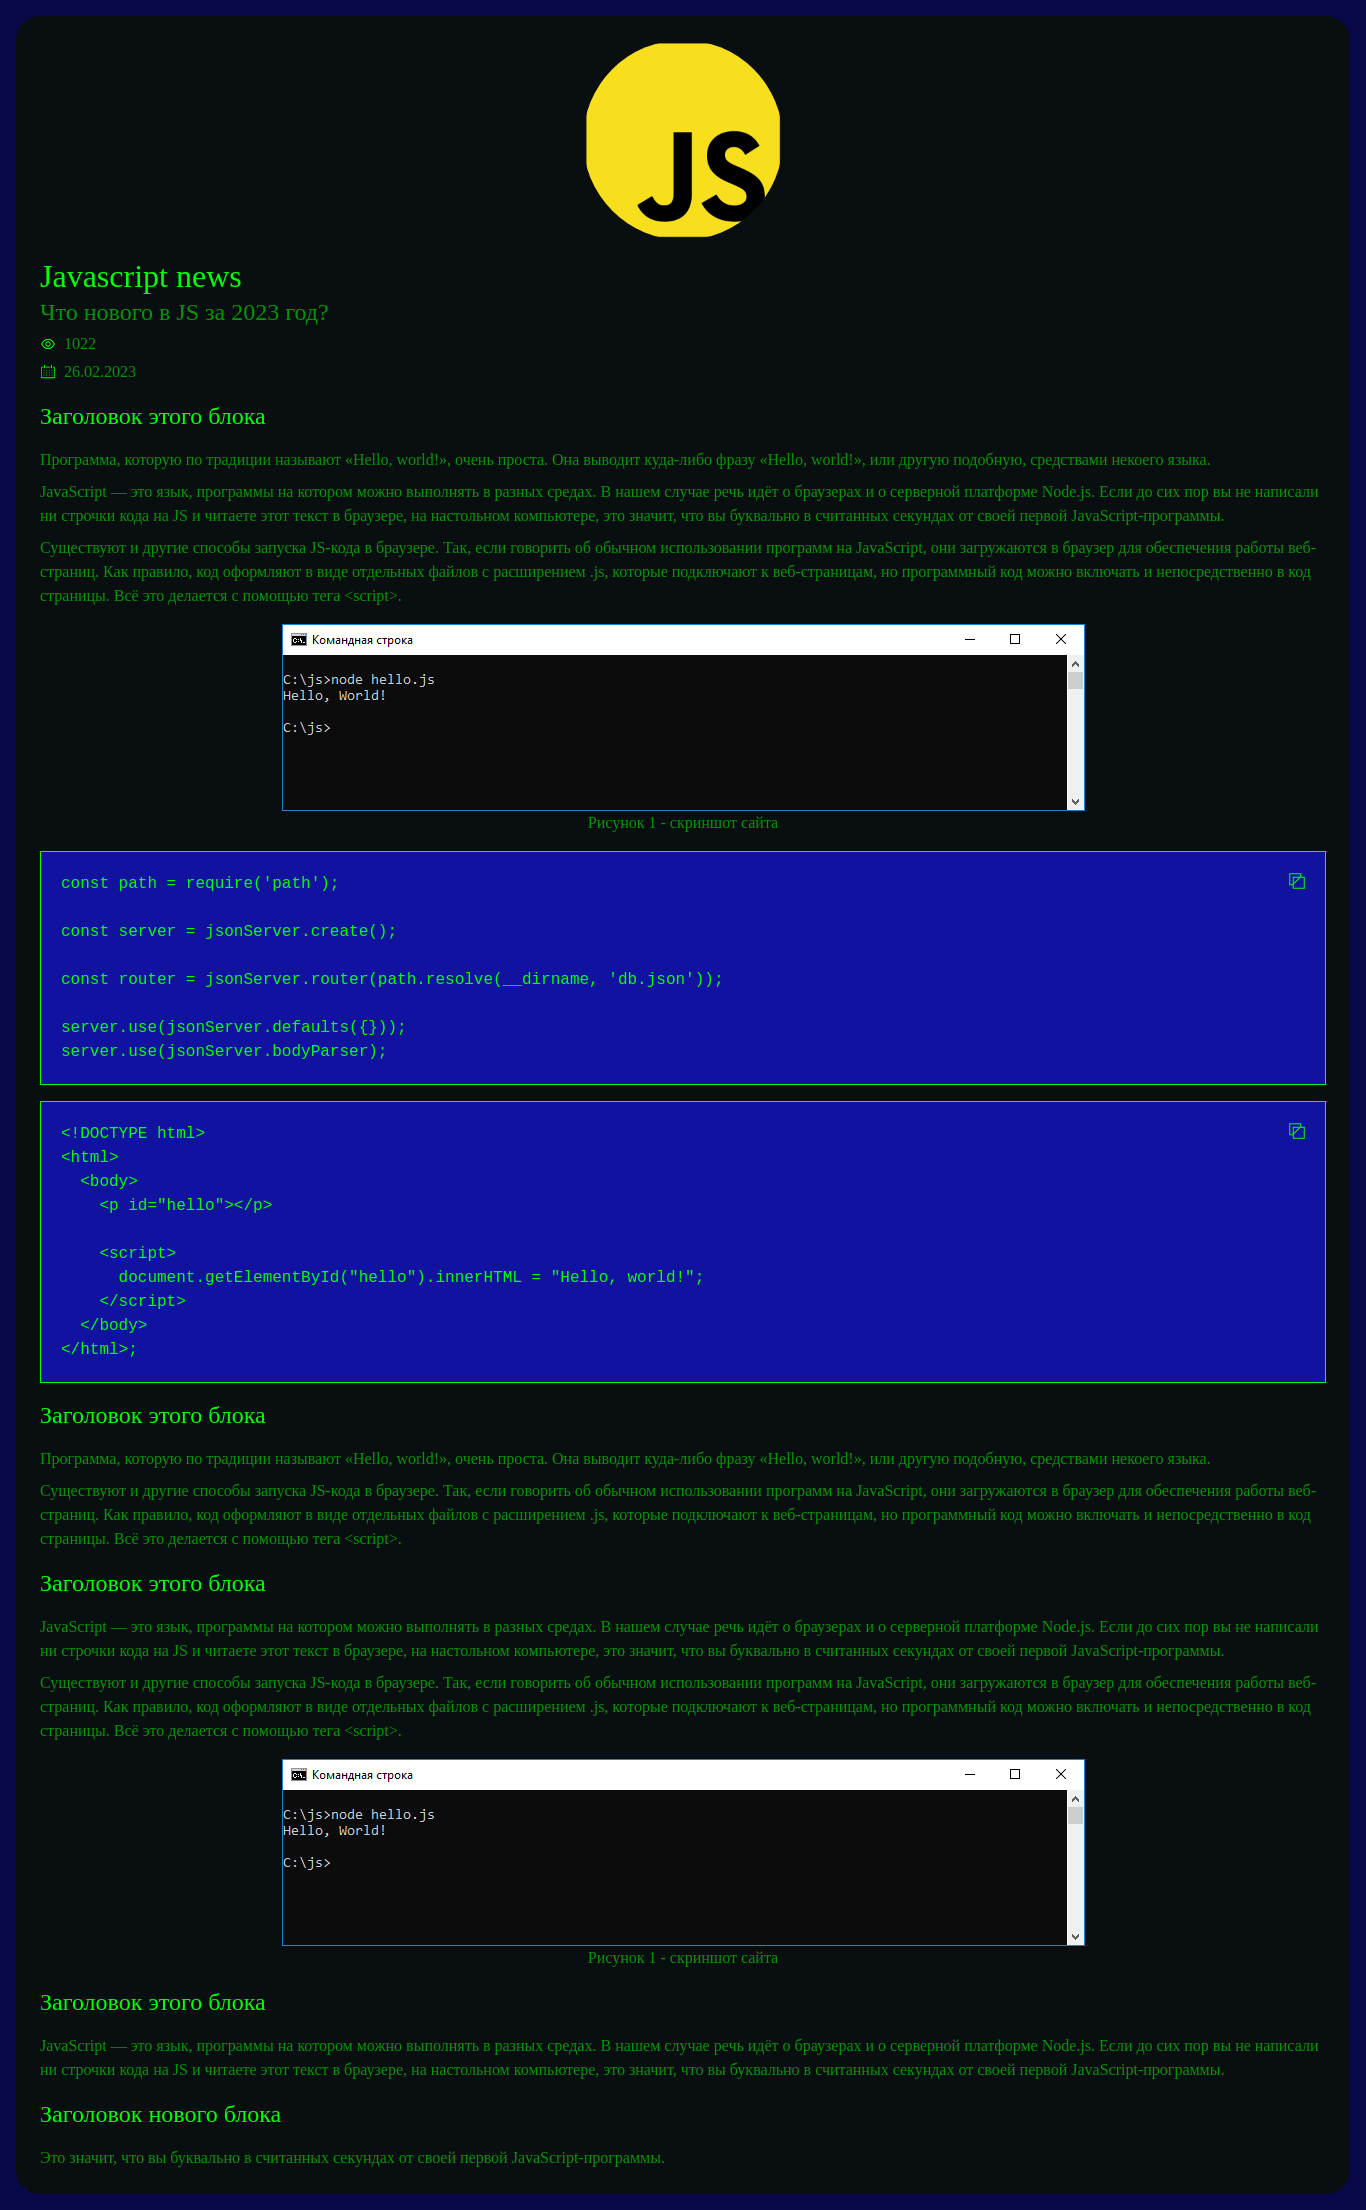 JS
Javascript news
Что нового в JS за 2023 год?
1022
26.02.2023
Заголовок этого блока
Программа, которую по традиции называют «Hello, world!», очень проста. Она выводит куда-либо фразу «Hello, world!», или другую подобную, средствами некоего языка.
JavaScript — это язык, программы на котором можно выполнять в разных средах. В нашем случае речь идёт о браузерах и о серверной платформе Node.js. Если до сих пор вы не написали
ни строчки кода на JS и читаете этот текст в браузере, на настольном компьютере, это значит, что вы буквально в считанных секундах от своей первой JavaScript-программы.
Существуют и другие способы запуска JS-кода в браузере. Так, если говорить об обычном использовании программ на JavaScript, они загружаются в браузер для обеспечения работы веб-
страниц. Как правило, код оформляют в виде отдельных файлов с расширением .js, которые подключают к веб-страницам, но программный код можно включать и непосредственно в код
страницы. Всё это делается с помощью тега <script>.
Командная строка
C:\js>node hello.js
Hello, World!
C:\js>
Рисунок 1 - скриншот сайта
const path = require('path');
const server = jsonServer.create();
const router = jsonServer.router(path.resolve(__dirname, 'db.json'));
server.use(jsonServer.defaults({}));
server.use(jsonServer.bodyParser);
<!DOCTYPE html>
<html>
  <body>
    <p id="hello"></p>
    <script>
      document.getElementById("hello").innerHTML = "Hello, world!";
    </script>
  </body>
</html>;
Заголовок этого блока
Программа, которую по традиции называют «Hello, world!», очень проста. Она выводит куда-либо фразу «Hello, world!», или другую подобную, средствами некоего языка.
Существуют и другие способы запуска JS-кода в браузере. Так, если говорить об обычном использовании программ на JavaScript, они загружаются в браузер для обеспечения работы веб-
страниц. Как правило, код оформляют в виде отдельных файлов с расширением .js, которые подключают к веб-страницам, но программный код можно включать и непосредственно в код
страницы. Всё это делается с помощью тега <script>.
Заголовок этого блока
JavaScript — это язык, программы на котором можно выполнять в разных средах. В нашем случае речь идёт о браузерах и о серверной платформе Node.js. Если до сих пор вы не написали
ни строчки кода на JS и читаете этот текст в браузере, на настольном компьютере, это значит, что вы буквально в считанных секундах от своей первой JavaScript-программы.
Существуют и другие способы запуска JS-кода в браузере. Так, если говорить об обычном использовании программ на JavaScript, они загружаются в браузер для обеспечения работы веб-
страниц. Как правило, код оформляют в виде отдельных файлов с расширением .js, которые подключают к веб-страницам, но программный код можно включать и непосредственно в код
страницы. Всё это делается с помощью тега <script>.
Командная строка
C:\js>node hello.js
Hello, World!
C:\js>
Рисунок 1 - скриншот сайта
Заголовок этого блока
JavaScript — это язык, программы на котором можно выполнять в разных средах. В нашем случае речь идёт о браузерах и о серверной платформе Node.js. Если до сих пор вы не написали
ни строчки кода на JS и читаете этот текст в браузере, на настольном компьютере, это значит, что вы буквально в считанных секундах от своей первой JavaScript-программы.
Заголовок нового блока
Это значит, что вы буквально в считанных секундах от своей первой JavaScript-программы.